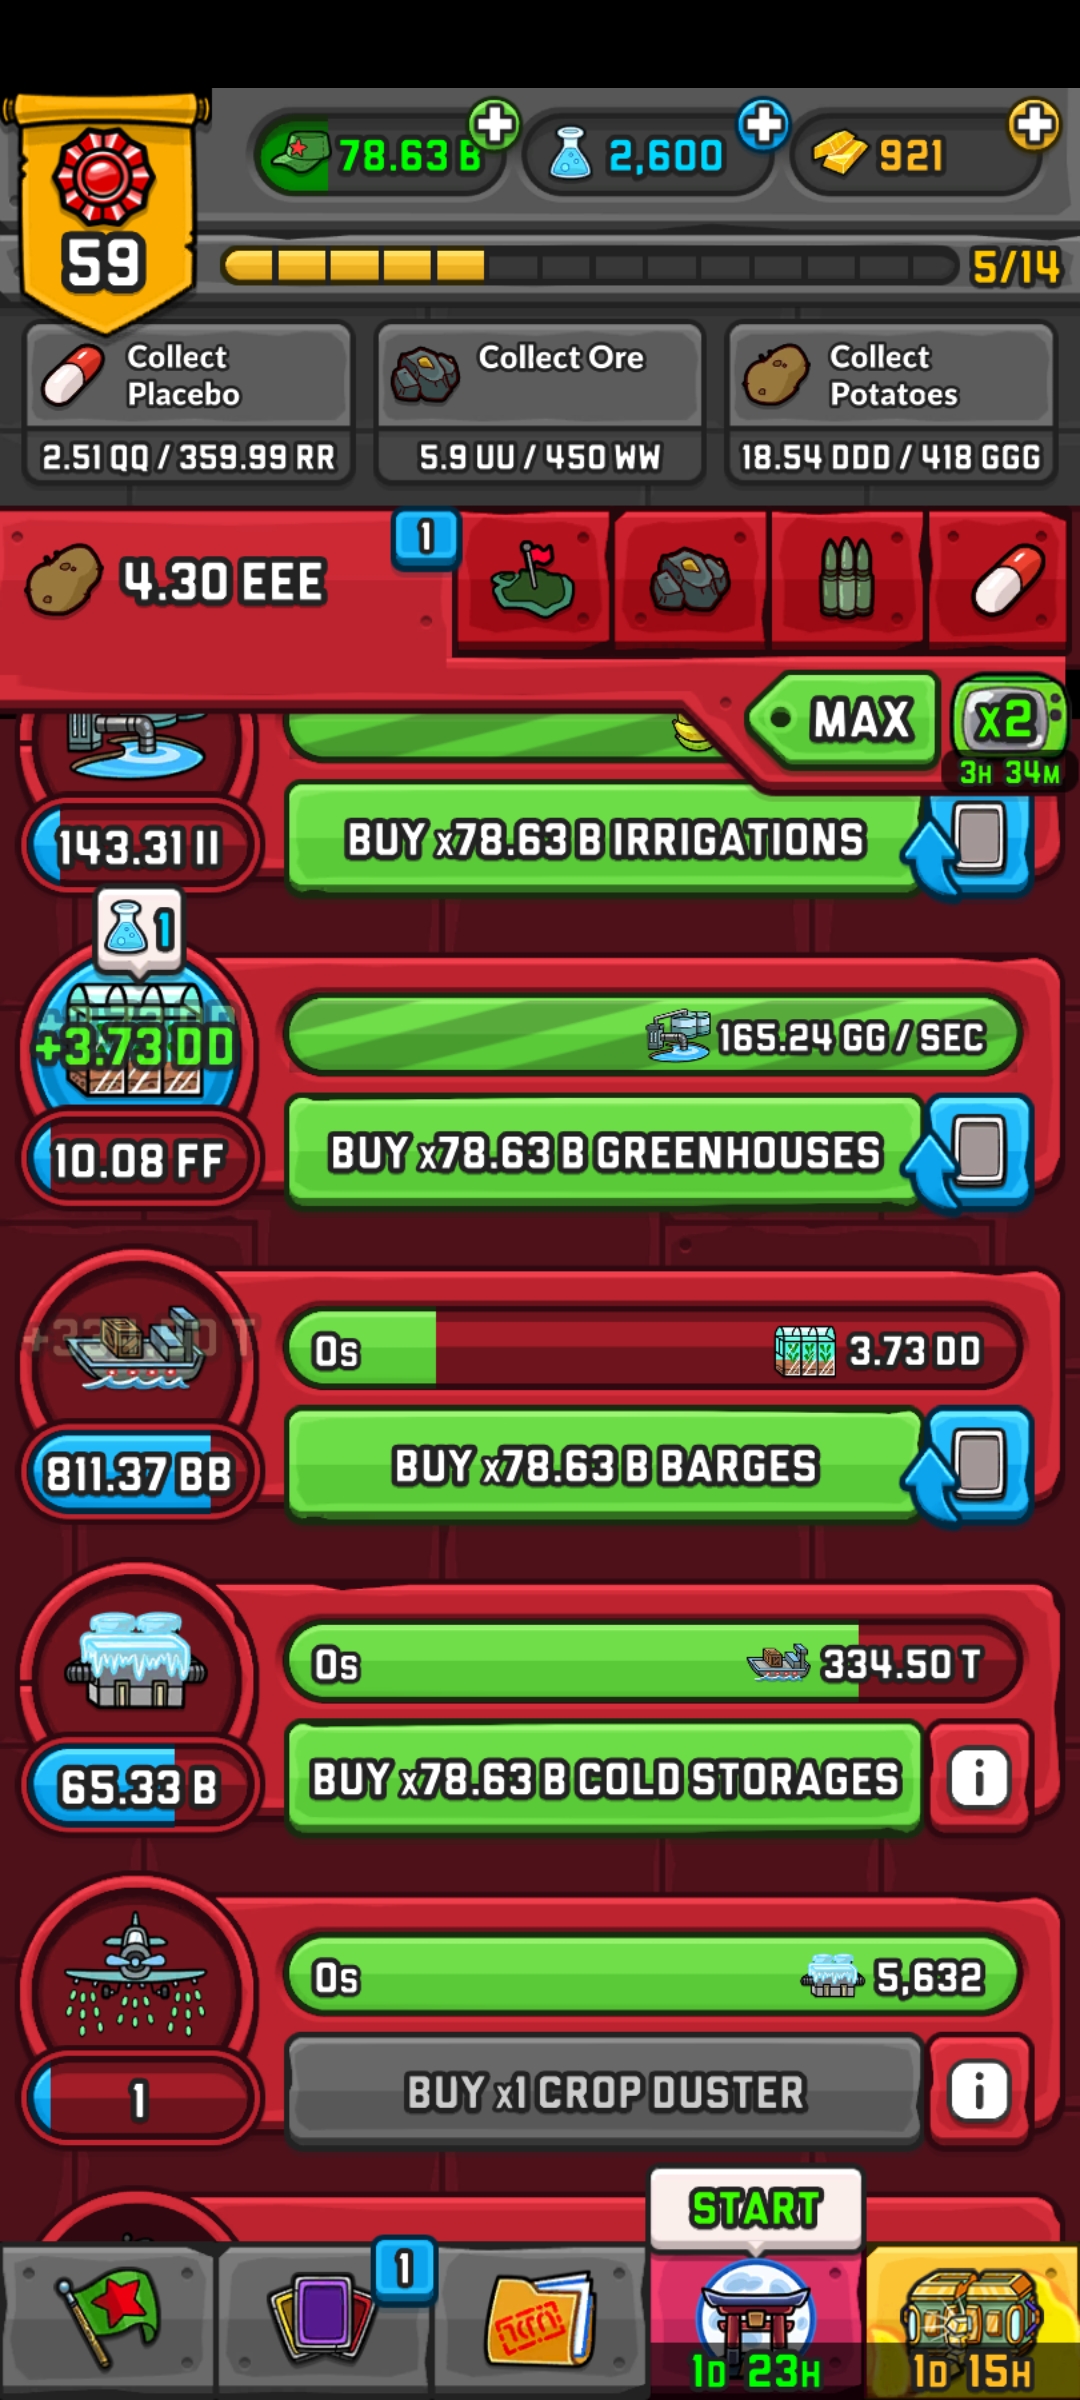 78.63 B
2,600
921
59
5/14
Collect
Placebo
2.51 QQ / 359.99 RR
Collect Ore
5.9 UU / 450 WW
Collect
Potatoes
18.54 DDD / 418 GGG
4.30 EEE
1
MAX
x2
3H 34M
143.31 II
BUY x78.63 B IRRIGATIONS
1
+3.73 DD
165.24 GG / SEC
10.08 FF
BUY x78.63 B GREENHOUSES
0s
3.73 DD
811.37 BB
BUY x78.63 B BARGES
0s
334.50 T
65.33 B
BUY x78.63 B COLD STORAGES
0s
5,632
1
BUY x1 CROP DUSTER
START
1
1D 23H
1D 15H